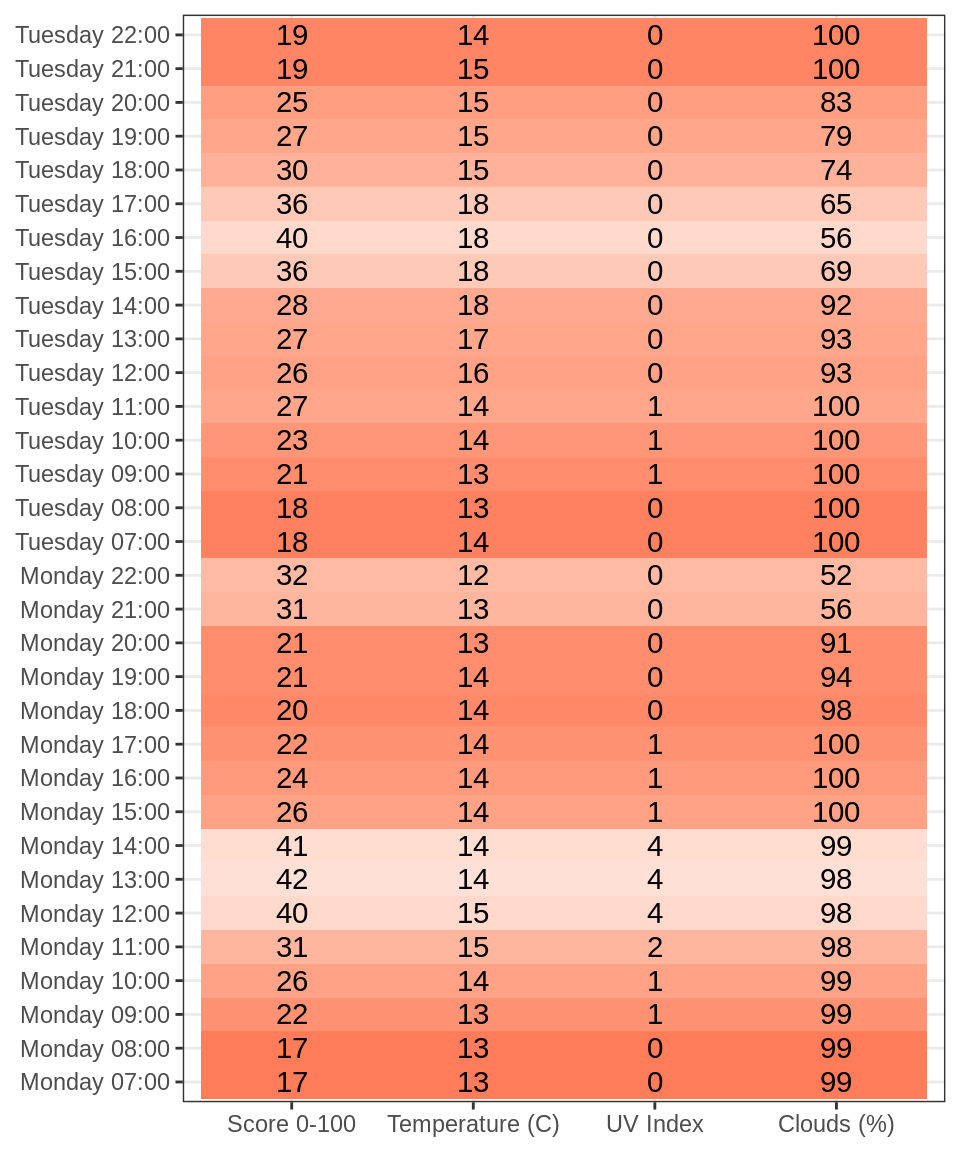 Tuesday 22:00 19 14 0 100
Tuesday 21:00 19 15 0 100
Tuesday 20:00 25 15 0 83
Tuesday 19:00 27 15 0 79
Tuesday 18:00 30 15 0 74
Tuesday 17:00 36 18 0 65
Tuesday 16:00 40 18 0 56
Tuesday 15:00 36 18 0 69
Tuesday 14:00 28 18 0 92
Tuesday 13:00 27 17 0 93
Tuesday 12:00 26 16 0 93
Tuesday 11:00 27 14 1 100
Tuesday 10:00 23 14 1 100
Tuesday 09:00 21 13 1 100
Tuesday 08:00 18 13 0 100
Tuesday 07:00 18 14 0 100
Monday 22:00 32 12 0 52
Monday 21:00 31 13 0 56
Monday 20:00 21 13 0 91
Monday 19:00 21 14 0 94
Monday 18:00 20 14 0 98
Monday 17:00 22 14 1 100
Monday 16:00 24 14 1 100
Monday 15:00 26 14 1 100
Monday 14:00 41 14 4 99
Monday 13:00 42 14 4 98
Monday 12:00 40 15 4 98
Monday 11:00 31 15 2 98
Monday 10:00 26 14 1 99
Monday 09:00 22 13 1 99
Monday 08:00 17 13 0 99
Monday 07:00 17 13 0 99
Score 0-100 Temperature (C) UV Index Clouds (%)